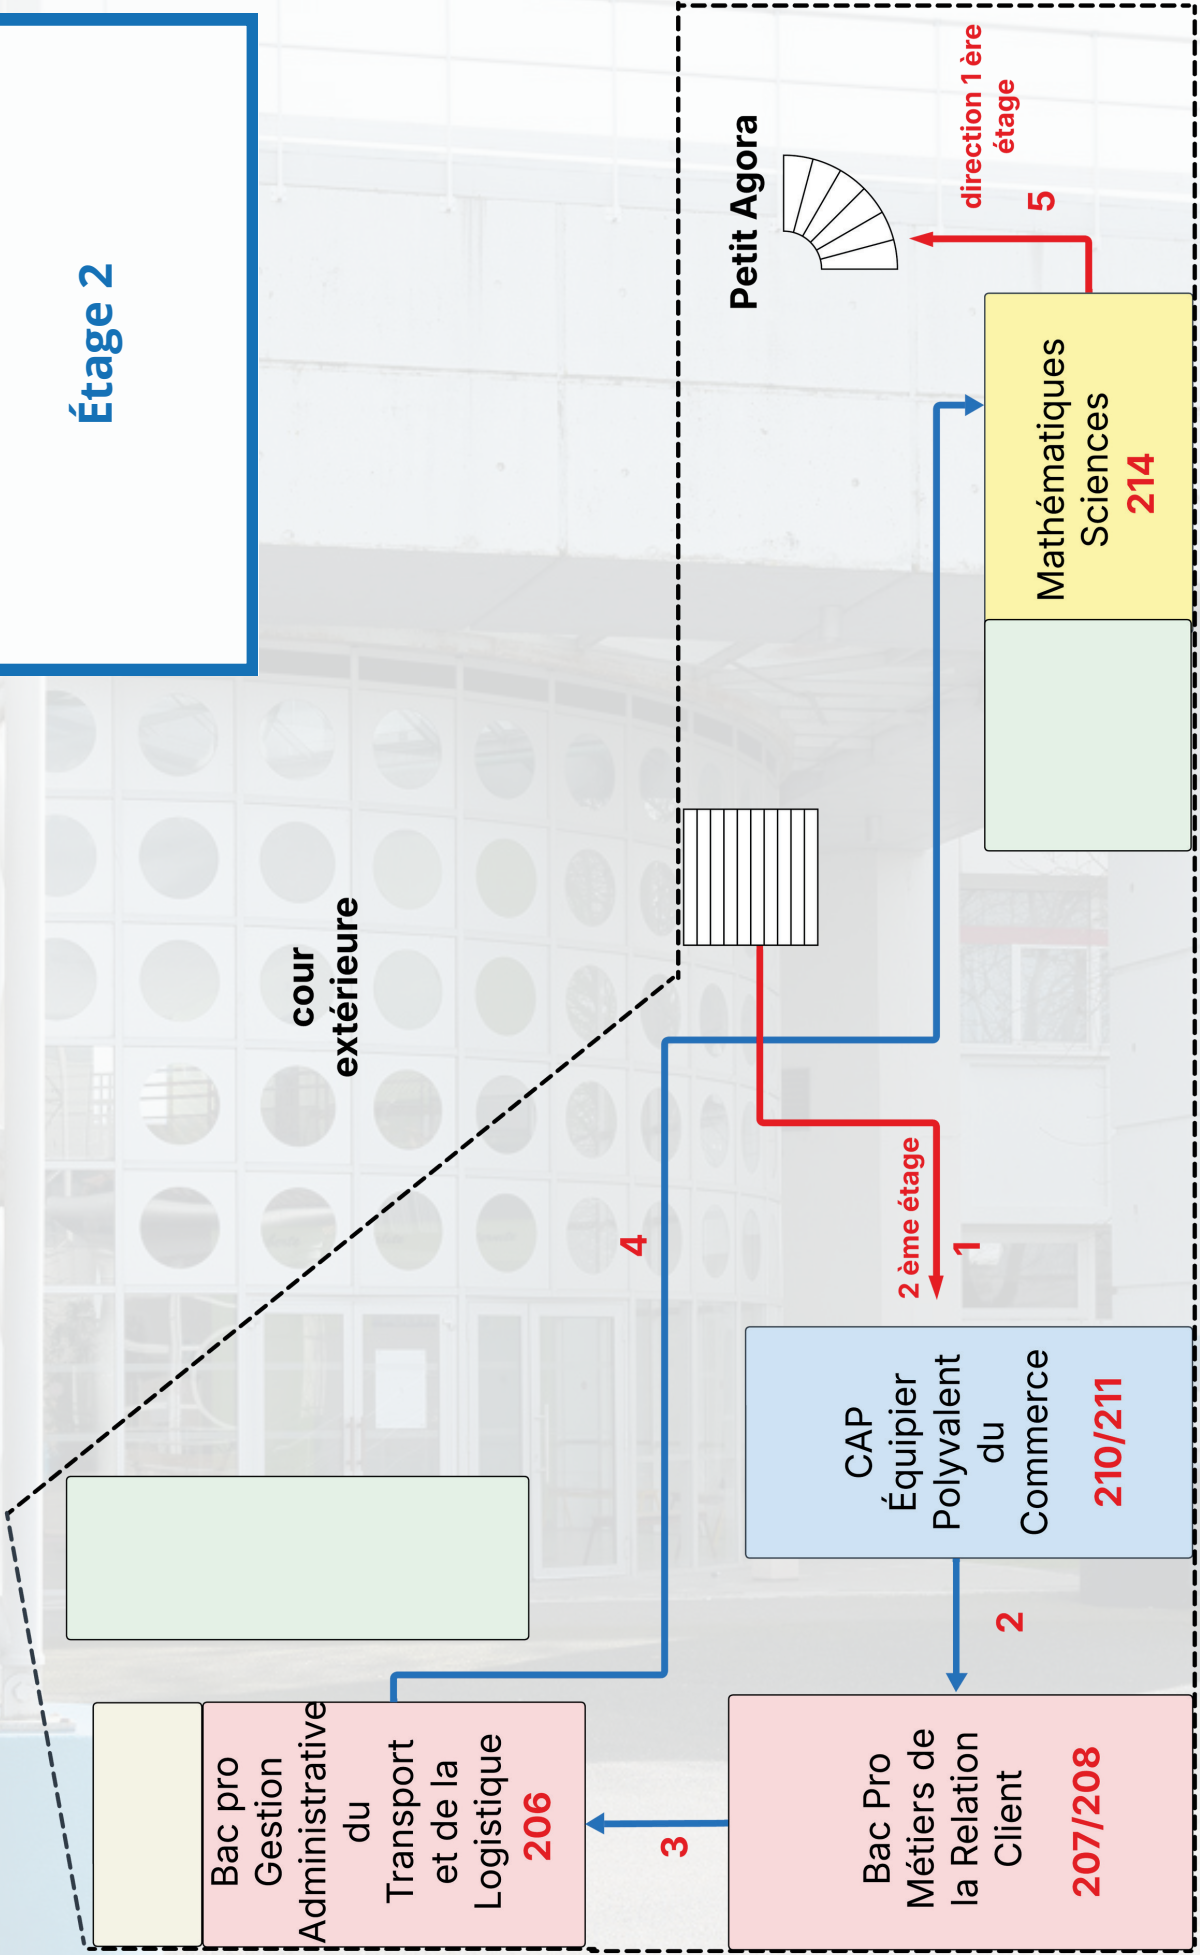 Étage 2
cour
extérieure
Petit Agora
direction 1 ère
étage
5
Mathématiques
Sciences
214
4
2 ème étage
1
CAP
Équipier
Polyvalent
du
Commerce
210/211
2
Bac Pro
Métiers de
la Relation
Client
207/208
3
Bac pro
Gestion
Administrative
du
Transport
et de la
Logistique
206